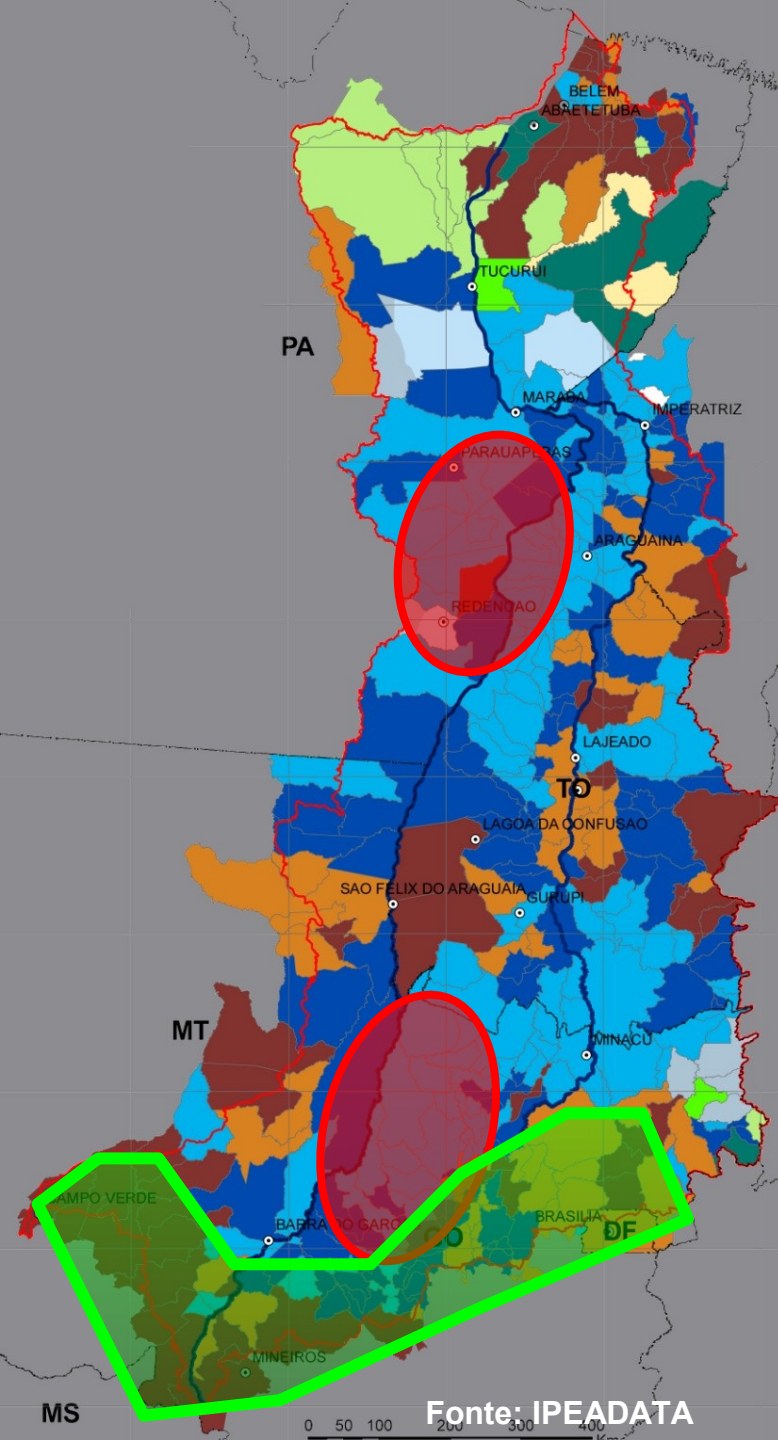 BELEM
ABAETETUBA
TUCURUI
PA
MARABA
IMPERATRIZ
PARAUAPEBAS
ARAGUAINA
REDENCAO
LAJEADO
TO
LAGOA DA CONFUSAO
SAO FELIX DO ARAGUAIA
GURUPI
MT
MINACU
CAMPO VERDE
BARRA DO GARC
GO
BRASILIA
DF
MINEIROS
MS
Fonte: IPEADATA
0 50 100 200 300 400